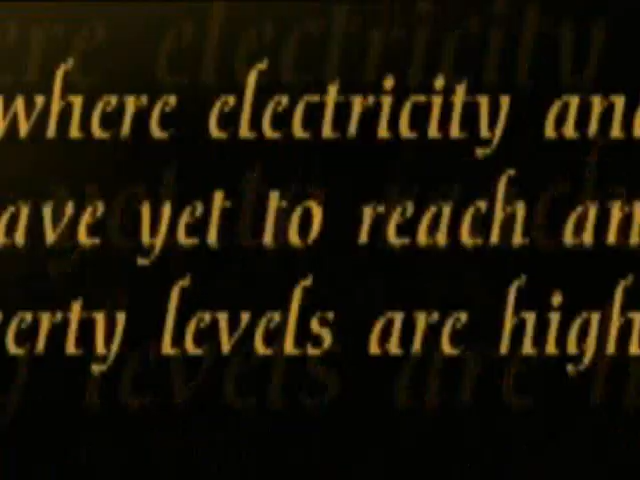 where electricity and
ave yet to reach an
erty levels are high